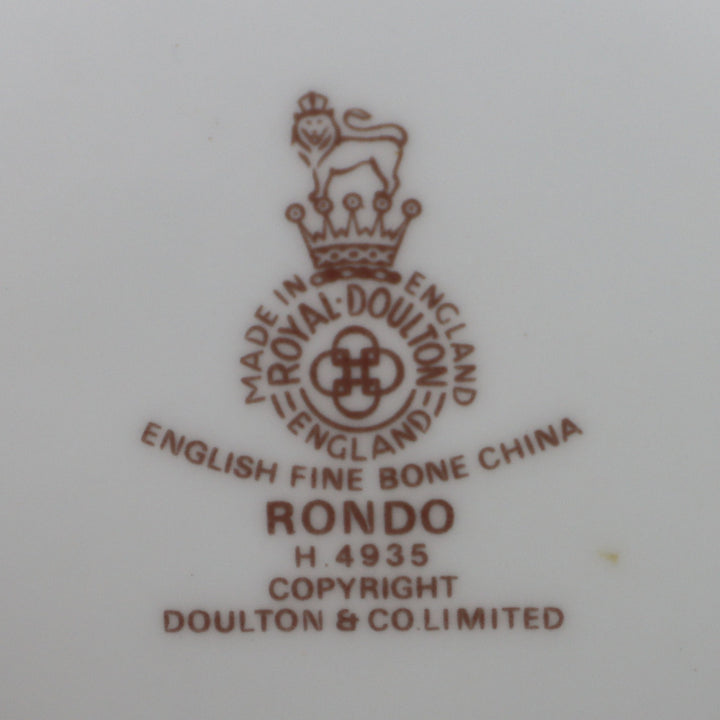 MADE IN ENGLAND
ROYAL·DOULTON
ENGLAND
ENGLISH FINE BONE CHINA
RONDO
H.4935
COPYRIGHT
DOULTON & CO.LIMITED